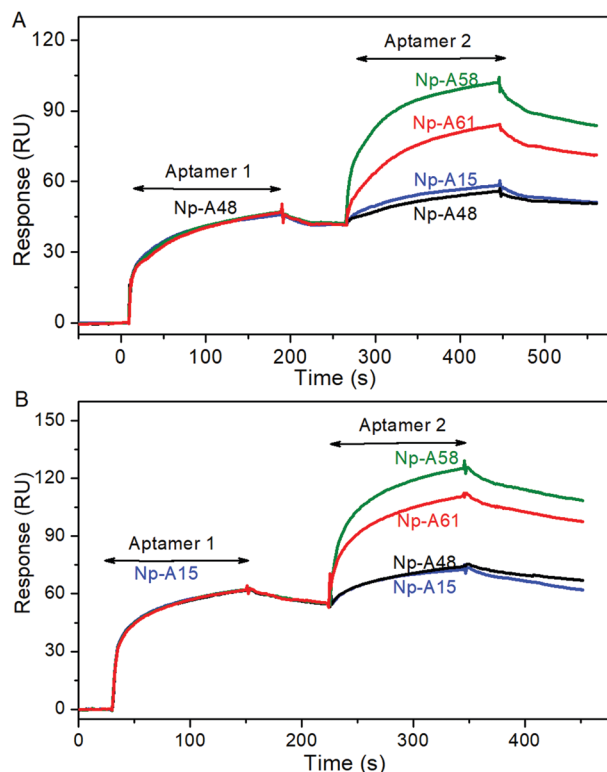 A
120
90
60
30
0
Response (RU)
Aptamer 1
Np-A48
Aptamer 2
Np-A58
Np-A61
Np-A15
Np-A48
0 100 200 300 400 500
Time (s)
B
150
120
90
60
30
0
Response (RU)
Aptamer 1
Np-A15
Aptamer 2
Np-A58
Np-A61
Np-A48
Np-A15
0 100 200 300 400
Time (s)